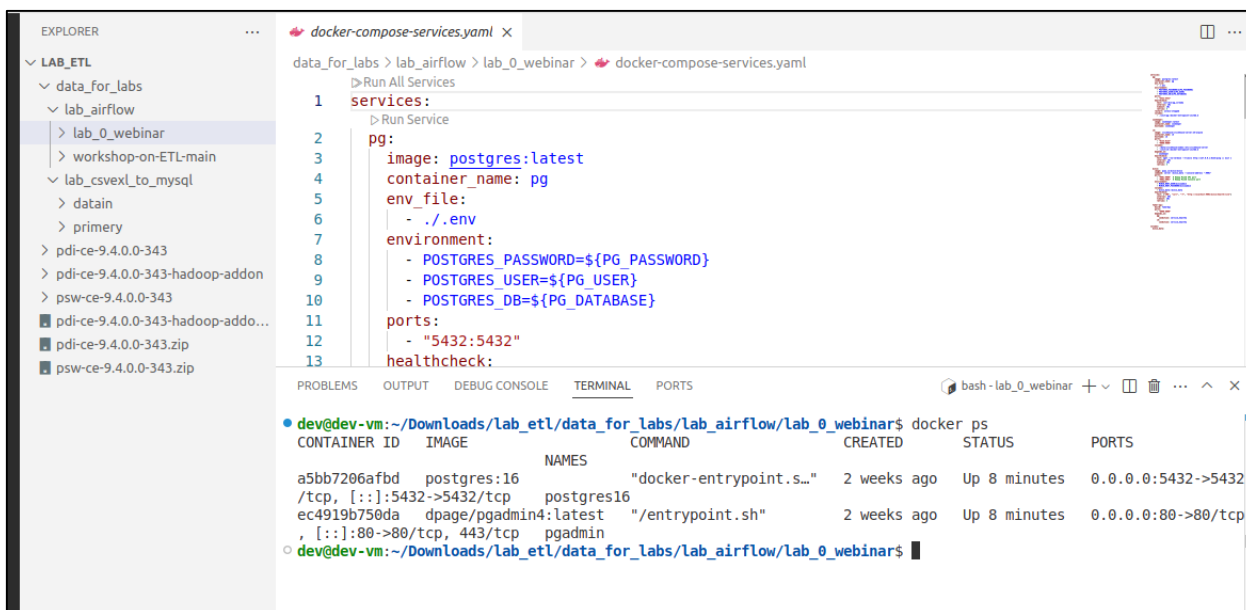 EXPLORER ...
LAB_ETL
data_for_labs
lab_airflow
lab_0_webinar
workshop-on-ETL-main
lab_csvexl_to_mysql
datain
primery
pdi-ce-9.4.0.0-343
pdi-ce-9.4.0.0-343-hadoop-addon
psw-ce-9.4.0.0-343
pdi-ce-9.4.0.0-343-hadoop-addo...
pdi-ce-9.4.0.0-343.zip
psw-ce-9.4.0.0-343.zip
docker-compose-services.yaml
data_for_labs > lab_airflow > lab_0_webinar > docker-compose-services.yaml
Run All Services
1 services:
Run Service
2 pg:
3 image: postgres:latest
4 container_name: pg
5 env_file:
6 - ./.env
7 environment:
8 - POSTGRES_PASSWORD=${PG_PASSWORD}
9 - POSTGRES_USER=${PG_USER}
10 - POSTGRES_DB=${PG_DATABASE}
11 ports:
12 - "5432:5432"
13 healthcheck:
PROBLEMS OUTPUT DEBUG CONSOLE TERMINAL PORTS bash - lab_0_webinar
dev@dev-vm:~/Downloads/lab_etl/data_for_labs/lab_airflow/lab_0_webinar$ docker ps
CONTAINER ID IMAGE COMMAND CREATED STATUS PORTS
NAMES
a5bb7206afbd postgres:16 "docker-entrypoint.s…" 2 weeks ago Up 8 minutes 0.0.0.0:5432->5432
/tcp, [::]:5432->5432/tcp postgres16
ec4919b750da dpage/pgadmin4:latest "/entrypoint.sh" 2 weeks ago Up 8 minutes 0.0.0.0:80->80/tcp
, [::]:80->80/tcp, 443/tcp pgadmin
dev@dev-vm:~/Downloads/lab_etl/data_for_labs/lab_airflow/lab_0_webinar$